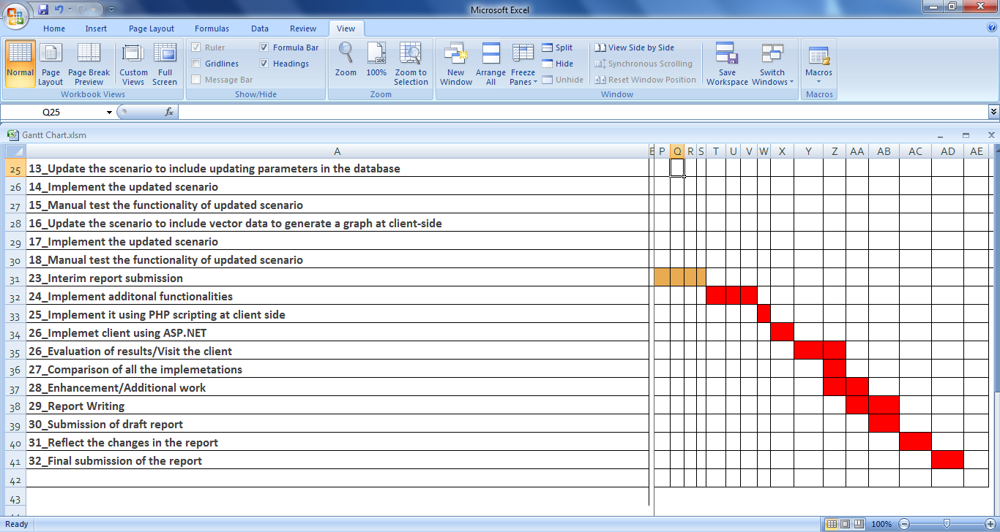 Microsoft Excel
Home Insert Page Layout Formulas Data Review View
Normal Page Layout Page Break Preview Custom Views Full Screen
Workbook Views
Ruler Formula Bar
Gridlines Headings
Message Bar
Show/Hide
Zoom 100% Zoom to Selection
Zoom
New Window Arrange All Freeze Panes
Split View Side by Side
Hide Synchronous Scrolling
Unhide Reset Window Position
Save Workspace Switch Windows
Window
Macros
Macros
Q25 fx
Gantt Chart.xlsm
A P Q R S T U V W X Y Z AA AB AC AD AE
25 13_Update the scenario to include updating parameters in the database
26 14_Implement the updated scenario
27 15_Manual test the functionality of updated scenario
28 16_Update the scenario to include vector data to generate a graph at client-side
29 17_Implement the updated scenario
30 18_Manual test the functionality of updated scenario
31 23_Interim report submission
32 24_Implement additonal functionalities
33 25_Implement it using PHP scripting at client side
34 26_Implemet client using ASP.NET
35 26_Evaluation of results/Visit the client
36 27_Comparison of all the implemetations
37 28_Enhancement/Additional work
38 29_Report Writing
39 30_Submission of draft report
40 31_Reflect the changes in the report
41 32_Final submission of the report
42
43
Ready 100%